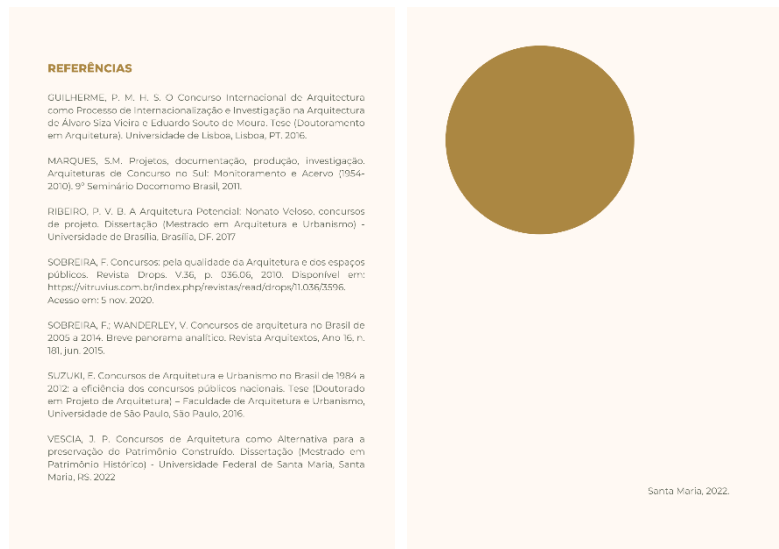 REFERÊNCIAS
GUILHERME, P. M. H. S. O Concurso Internacional de Arquitectura
como Processo de Internacionalização e Investigação na Arquitectura
de Álvaro Siza Vieira e Eduardo Souto de Moura. Tese (Doutoramento
em Arquitetura). Universidade de Lisboa, Lisboa, PT. 2016.
MARQUES, S.M. Projetos, documentação, produção, investigação.
Arquiteturas de Concurso no Sul: Monitoramento e Acervo (1954-
2010). 9º Seminário Docomomo Brasil, 2011.
RIBEIRO, P. V. B. A Arquitetura Potencial: Nonato Veloso, concursos
de projeto. Dissertação (Mestrado em Arquitetura e Urbanismo) -
Universidade de Brasília, Brasília, DF. 2017
SOBREIRA, F. Concursos: pela qualidade da Arquitetura e dos espaços
públicos. Revista Drops. V.36, p. 036.06, 2010. Disponível em:
https://vitruvius.com.br/index.php/revistas/read/drops/11.036/3596.
Acesso em: 5 nov. 2020.
SOBREIRA, F.; WANDERLEY, V. Concursos de arquitetura no Brasil de
2005 a 2014. Breve panorama analítico. Revista Arquitextos, Ano 16, n.
181, jun. 2015.
SUZUKI, E. Concursos de Arquitetura e Urbanismo no Brasil de 1984 a
2012: a eficiência dos concursos públicos nacionais. Tese (Doutorado
em Projeto de Arquitetura) – Faculdade de Arquitetura e Urbanismo,
Universidade de São Paulo, São Paulo, 2016.
VESCIA, J. P. Concursos de Arquitetura como Alternativa para a
preservação do Patrimônio Construído. Dissertação (Mestrado em
Patrimônio Histórico) - Universidade Federal de Santa Maria, Santa
Maria, RS. 2022
Santa Maria, 2022.